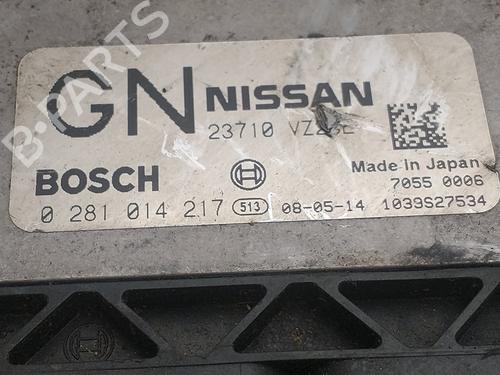 GN NISSAN
23710
BOSCH
Made in Japan
7055 0006
0 281 014 217 513 08-05-14 1039S27534
B-PARTS